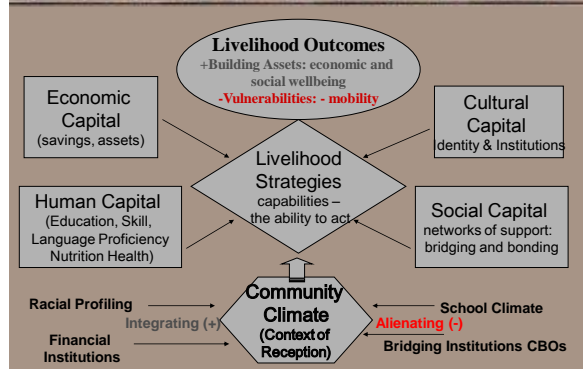 Livelihood Outcomes
+Building Assets: economic and
social wellbeing
-Vulnerabilities: - mobility
Economic
Capital
(savings, assets)
Cultural
Capital
Identity & Institutions
Livelihood
Strategies
capabilities –
the ability to act
Human Capital
(Education, Skill,
Language Proficiency
Nutrition Health)
Social Capital
networks of support:
bridging and bonding
Community
Climate
(Context of
Reception)
Racial Profiling
Integrating (+)
Financial
Institutions
School Climate
Alienating (-)
Bridging Institutions CBOs